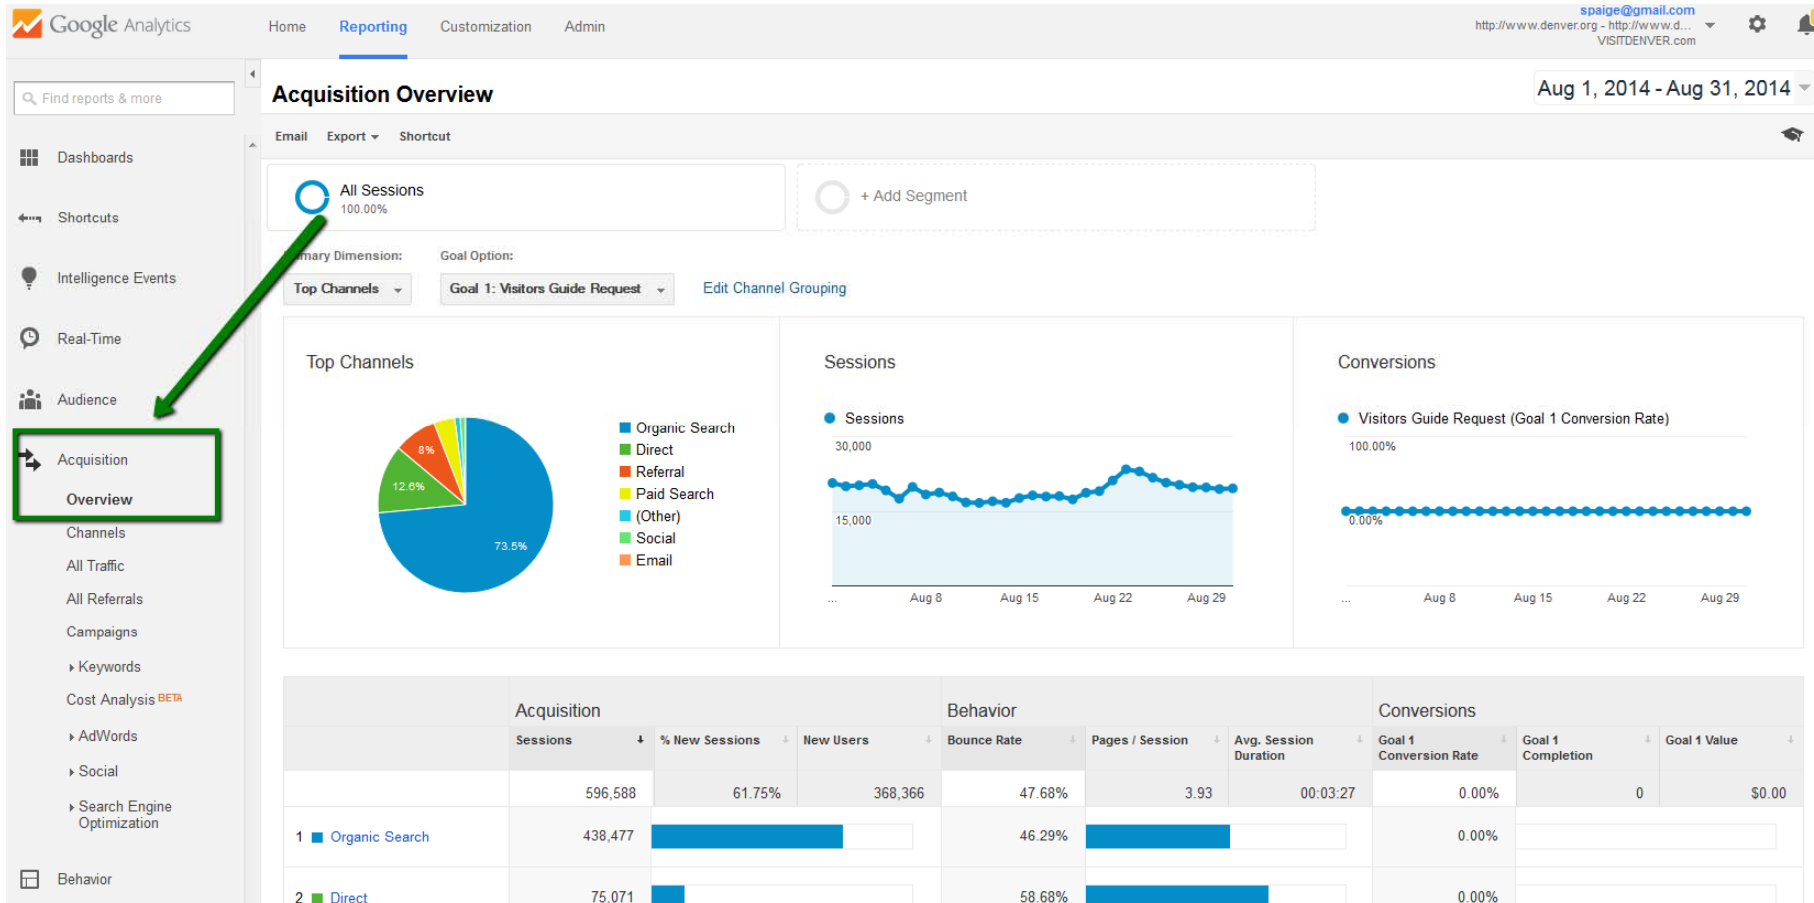 Google Analytics
Home Reporting Customization Admin
spaige@gmail.com
http://www.denver.org - http://www.d...
VISITDENVER.com
Find reports & more
Acquisition Overview
Aug 1, 2014 - Aug 31, 2014
Email Export Shortcut
Dashboards
Shortcuts
Intelligence Events
Real-Time
Audience
Acquisition
Overview
Channels
All Traffic
All Referrals
Campaigns
Keywords
Cost Analysis BETA
AdWords
Social
Search Engine
Optimization
Behavior
All Sessions
100.00%
+ Add Segment
Dimension: Goal Option:
Top Channels Goal 1: Visitors Guide Request Edit Channel Grouping
Top Channels
8%
12.6%
73.5%
Organic Search
Direct
Referral
Paid Search
(Other)
Social
Email
Sessions
Sessions
30,000
15,000
... Aug 8 Aug 15 Aug 22 Aug 29
Conversions
Visitors Guide Request (Goal 1 Conversion Rate)
100.00%
0.00%
... Aug 8 Aug 15 Aug 22 Aug 29
Acquisition Behavior Conversions
Sessions % New Sessions New Users Bounce Rate Pages / Session Avg. Session Duration Goal 1 Conversion Rate Goal 1 Completion Goal 1 Value
596,588 61.75% 368,366 47.68% 3.93 00:03:27 0.00% 0 $0.00
1 Organic Search 438,477 46.29% 0.00%
2 Direct 75,071 58.68% 0.00%